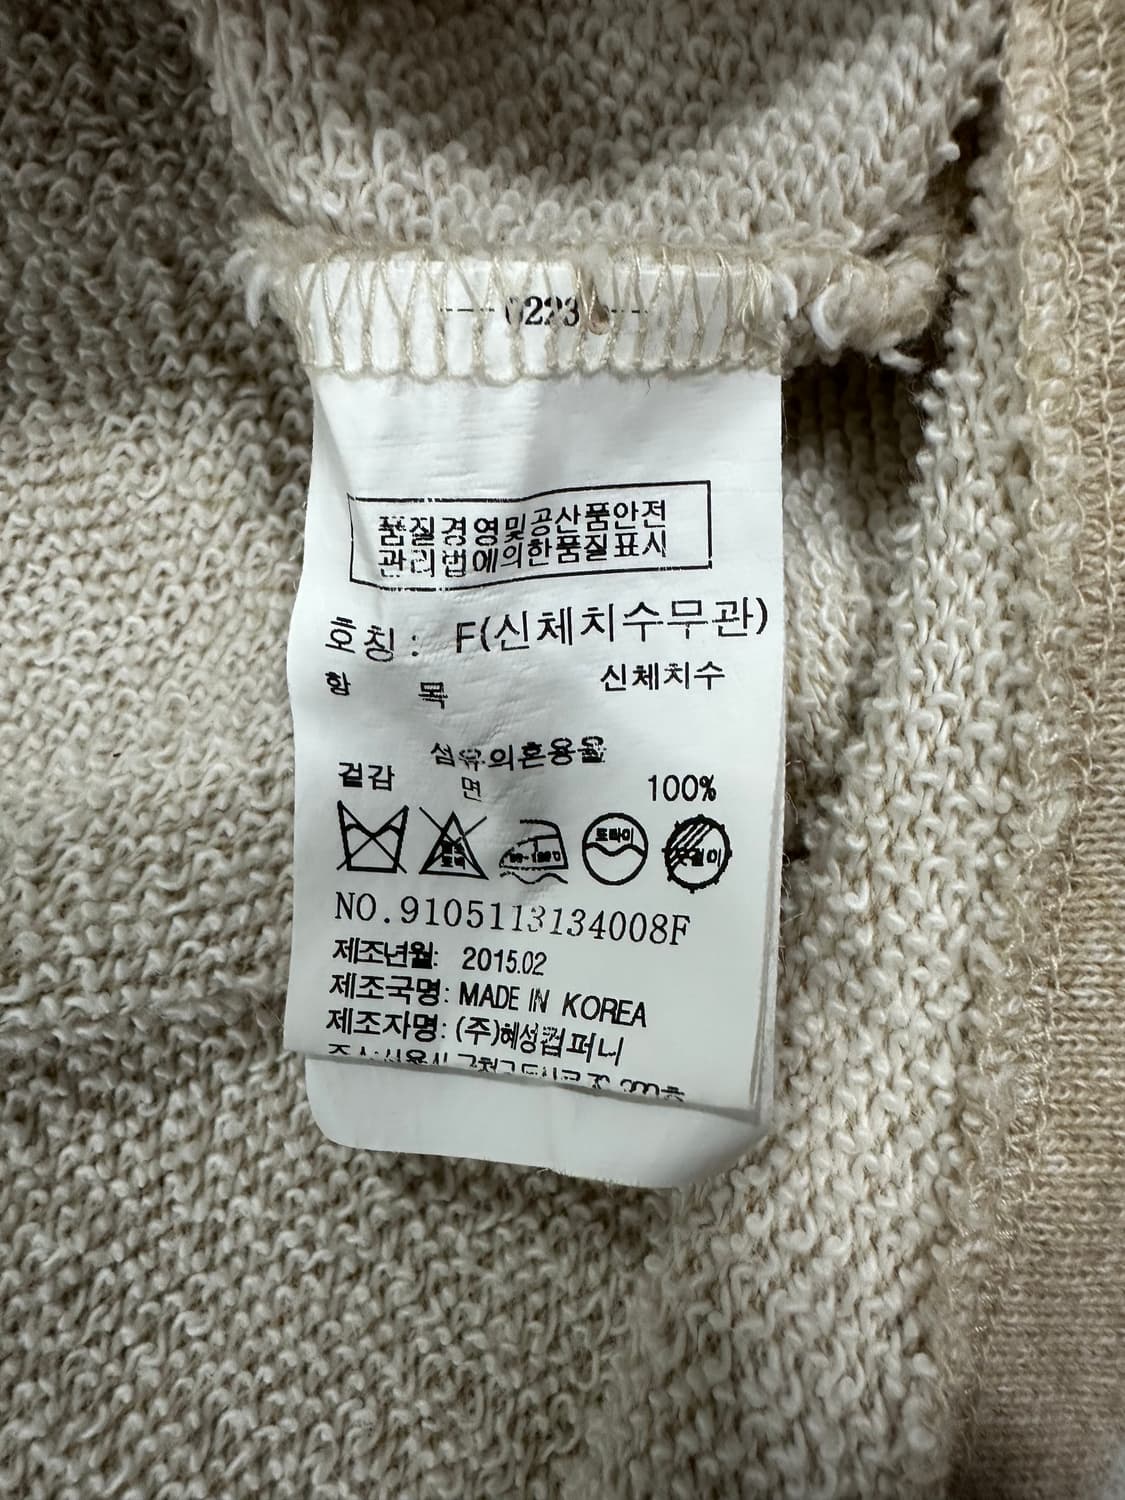 품질경영및공산품안전
관리법에의한품질표시
호칭: F(신체치수무관)
항 목 신체치수
섬유의혼용율
겉감 면 100%
드라이
NO.9105113134008F
제조년월: 2015.02
제조국명: MADE IN KOREA
제조자명: (주)혜성컴퍼니